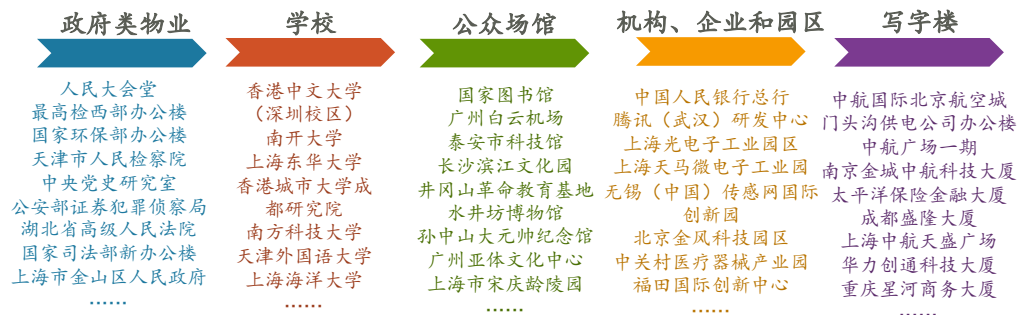 政府类物业
人民大会堂
最高检西部办公楼
国家环保部办公楼
天津市人民检察院
中央党史研究室
公安部证券犯罪侦察局
湖北省高级人民法院
国家司法部新办公楼
上海市金山区人民政府
……
学校
香港中文大学
（深圳校区）
南开大学
上海东华大学
香港城市大学成
都研究院
南方科技大学
天津外国语大学
上海海洋大学
……
公众场馆
国家图书馆
广州白云机场
泰安市科技馆
长沙滨江文化园
井冈山革命教育基地
水井坊博物馆
孙中山大元帅纪念馆
广州亚体文化中心
上海市宋庆龄陵园
……
机构、企业和园区
中国人民银行总行
腾讯（武汉）研发中心
上海光电子工业园区
上海天马微电子工业园
无锡（中国）传感网国际
创新园
北京金风科技园区
中关村医疗器械产业园
福田国际创新中心
……
写字楼
中航国际北京航空城
门头沟供电公司办公楼
中航广场一期
南京金城中航科技大厦
太平洋保险金融大厦
成都盛隆大厦
上海中航天盛广场
华力创通科技大厦
重庆星河商务大厦
……